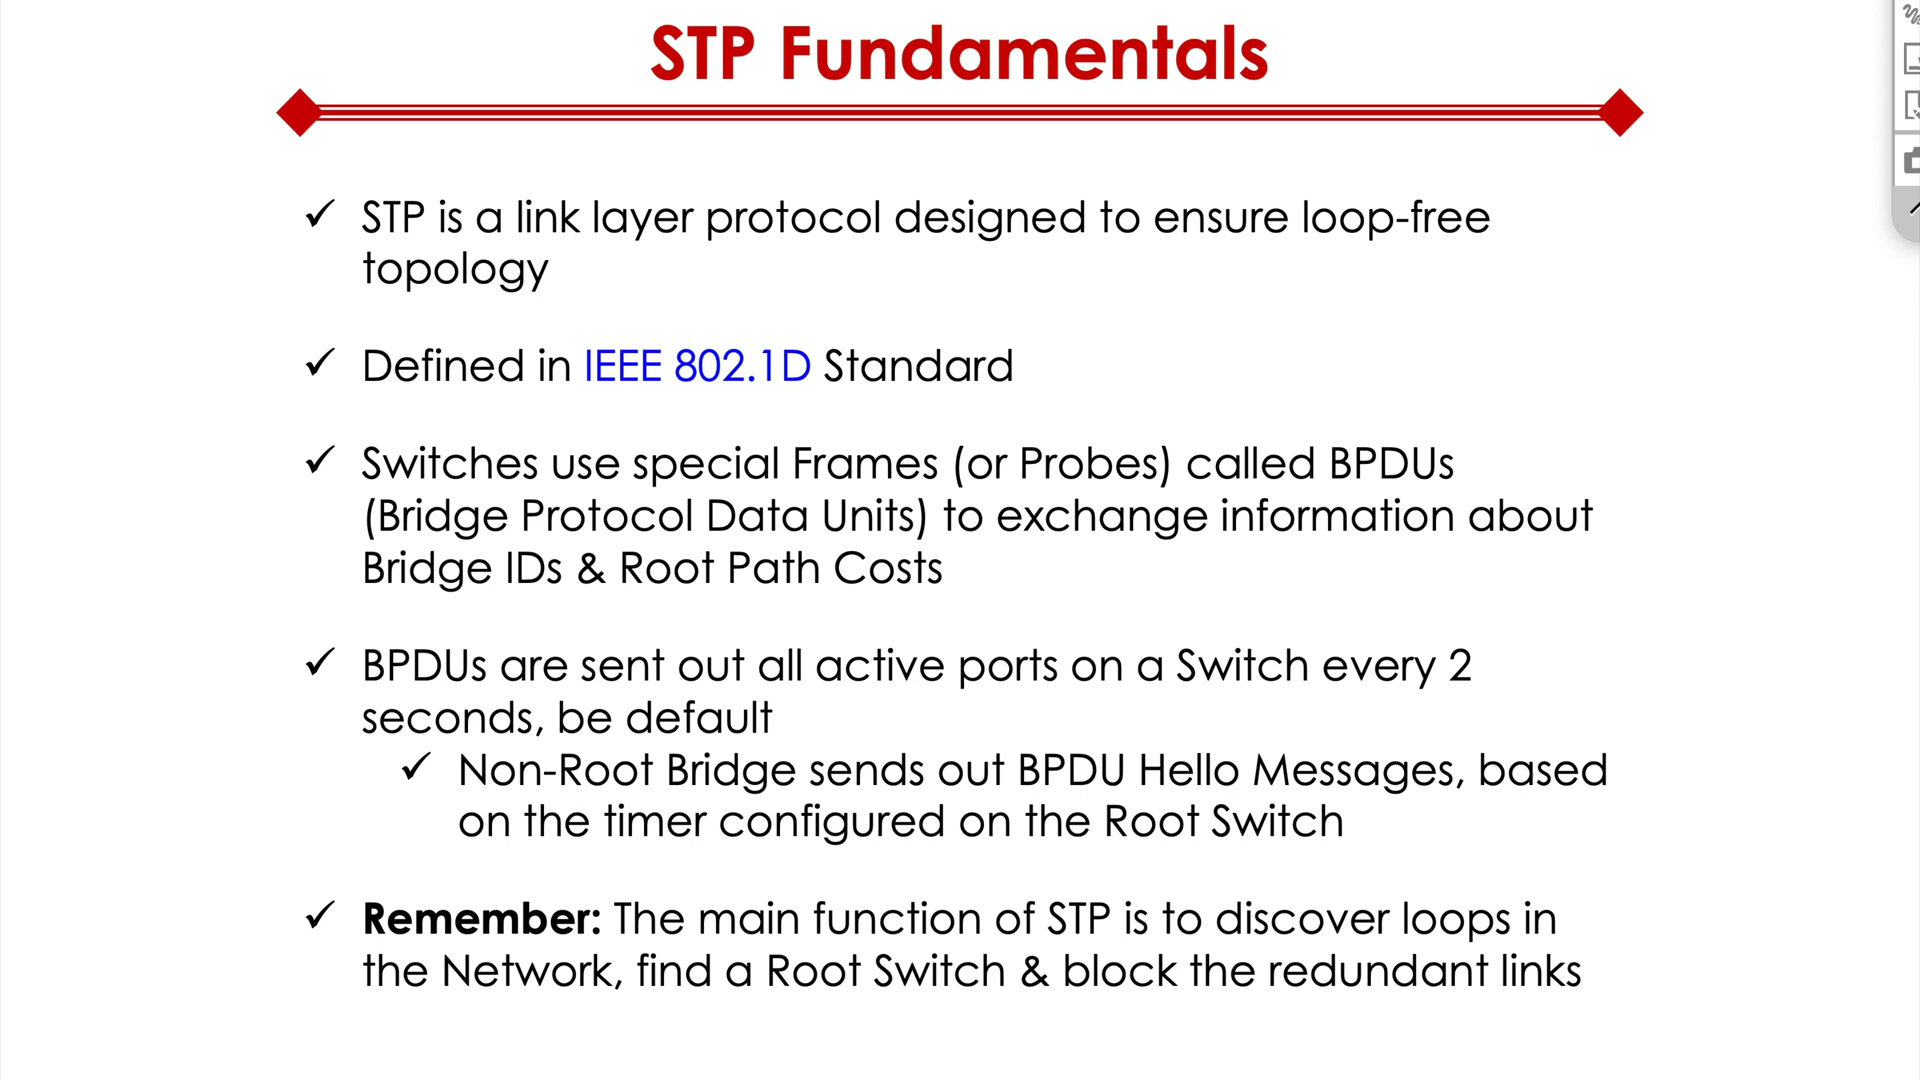 STP Fundamentals
✓ STP is a link layer protocol designed to ensure loop-free
topology
✓ Defined in IEEE 802.1D Standard
✓ Switches use special Frames (or Probes) called BPDUs
(Bridge Protocol Data Units) to exchange information about
Bridge IDs & Root Path Costs
✓ BPDUs are sent out all active ports on a Switch every 2
seconds, be default
✓ Non-Root Bridge sends out BPDU Hello Messages, based
on the timer configured on the Root Switch
✓ Remember: The main function of STP is to discover loops in
the Network, find a Root Switch & block the redundant links